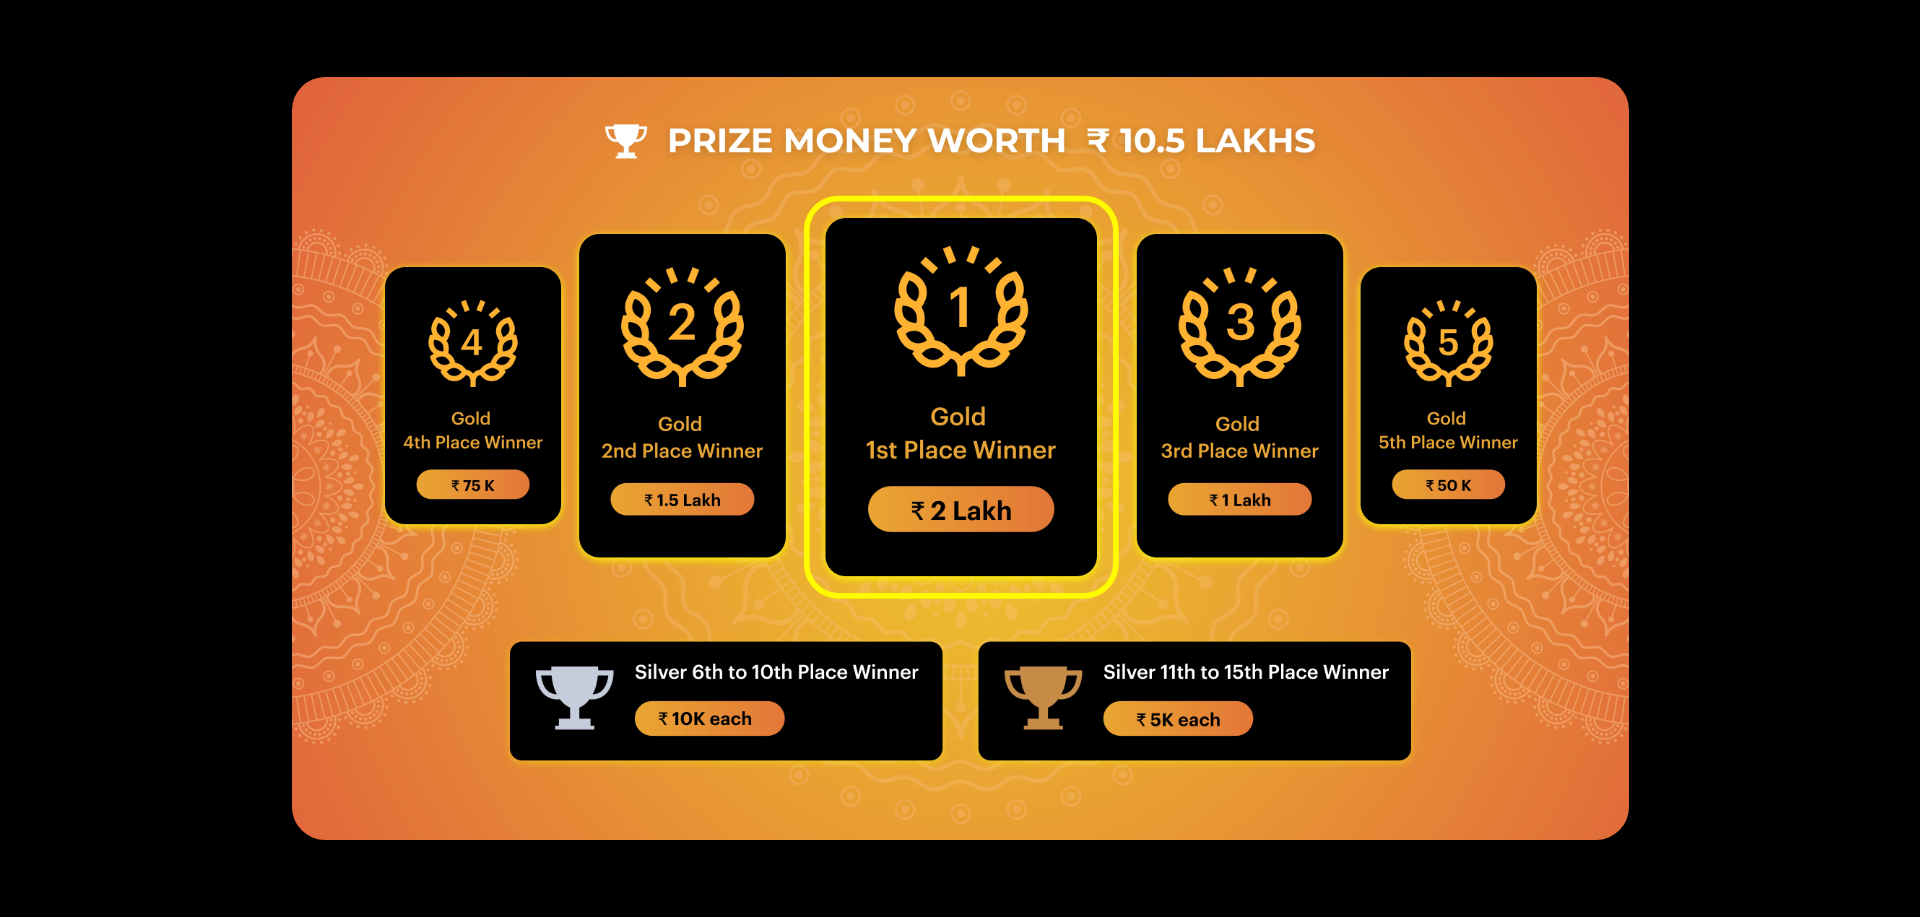 PRIZE MONEY WORTH ₹ 10.5 LAKHS
4
Gold
4th Place Winner
₹ 75 K
2
Gold
2nd Place Winner
₹ 1.5 Lakh
1
Gold
1st Place Winner
₹ 2 Lakh
3
Gold
3rd Place Winner
₹ 1 Lakh
5
Gold
5th Place Winner
₹ 50 K
Silver 6th to 10th Place Winner
₹ 10K each
Silver 11th to 15th Place Winner
₹ 5K each